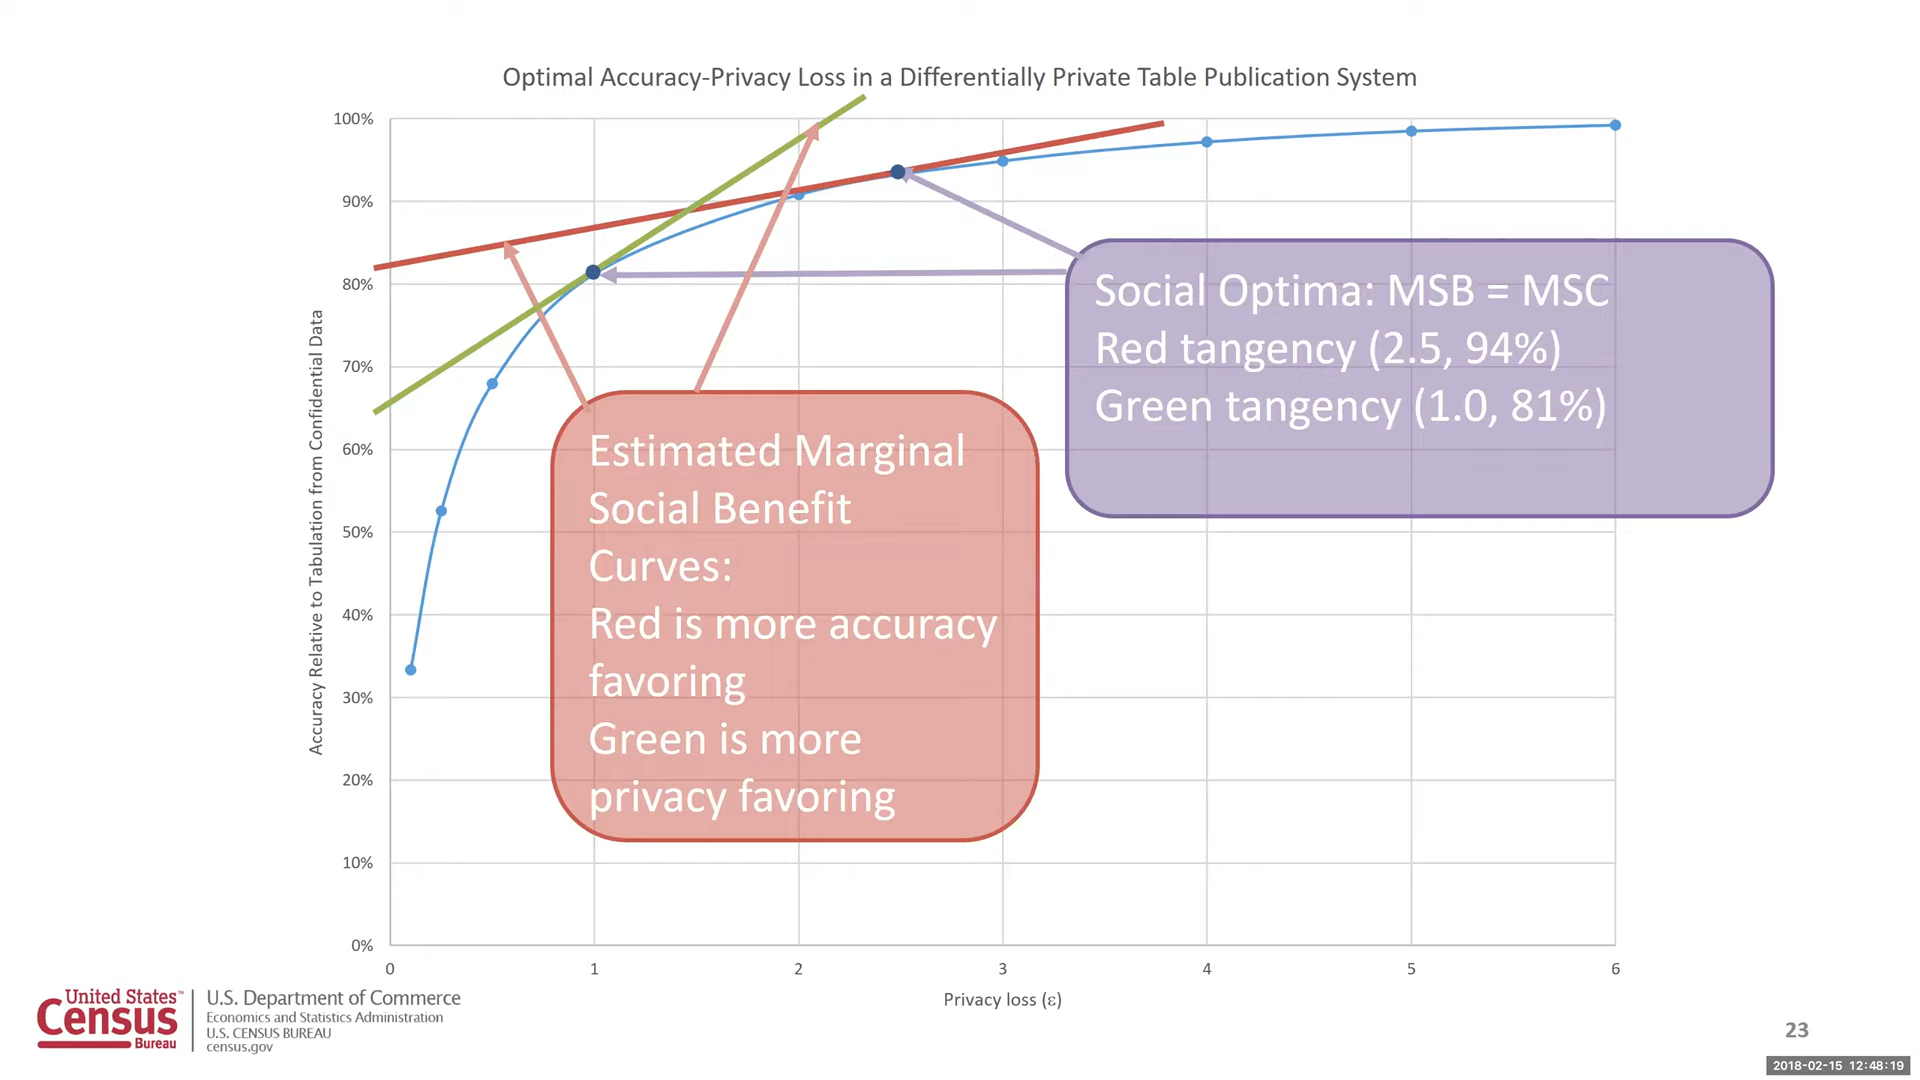 Optimal Accuracy-Privacy Loss in a Differentially Private Table Publication System
Accuracy Relative to Tabulation from Confidential Data
100%
90%
80%
70%
60%
50%
40%
30%
20%
10%
0%
Social Optima: MSB = MSC
Red tangency (2.5, 94%)
Green tangency (1.0, 81%)
Estimated Marginal
Social Benefit
Curves:
Red is more accuracy
favoring
Green is more
privacy favoring
0 1 2 3 4 5 6
Privacy loss (ε)
United States™
Census
Bureau
U.S. Department of Commerce
Economics and Statistics Administration
U.S. CENSUS BUREAU
census.gov
23
2018-02-15 12:48:19